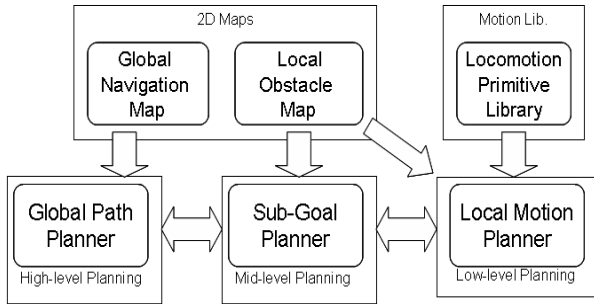 2D Maps
Motion Lib.
Global
Navigation
Map
Local
Obstacle
Map
Locomotion
Primitive
Library
Global Path
Planner
High-level Planning
Sub-Goal
Planner
Mid-level Planning
Local Motion
Planner
Low-level Planning